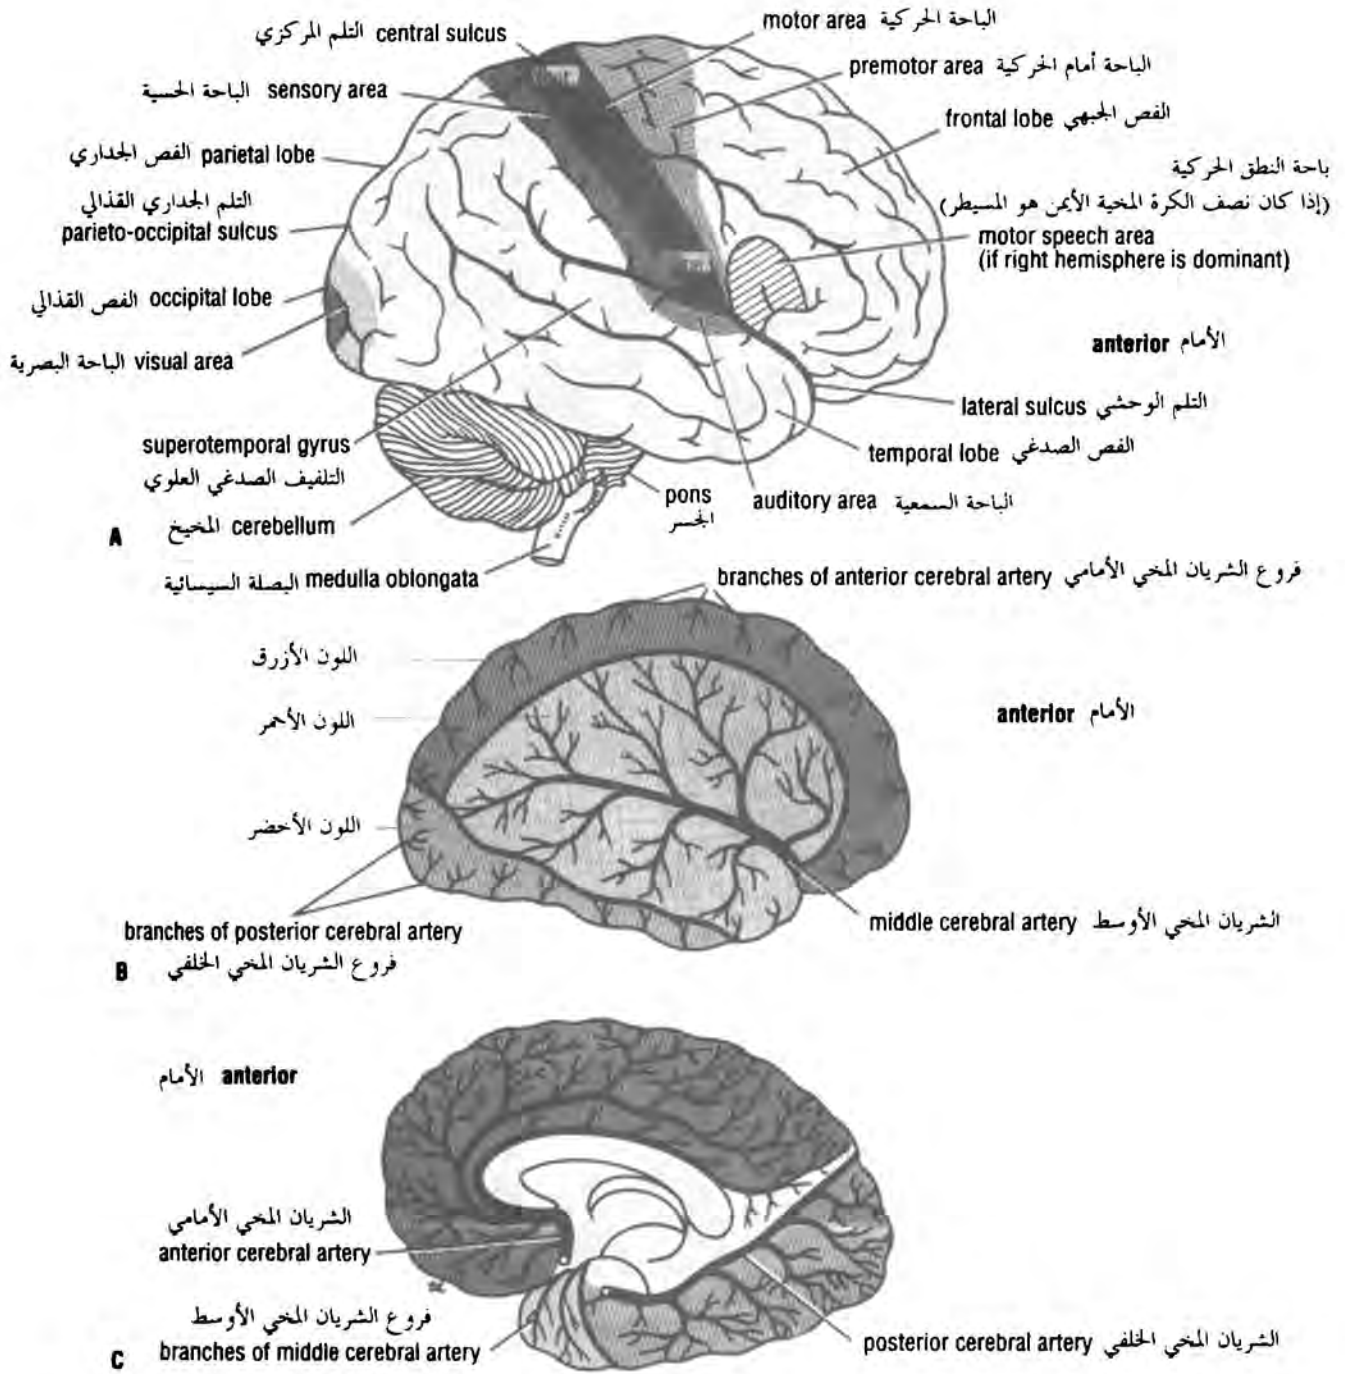 motor area الباحة الحركية
التلم المركزي central sulcus
premotor area الباحة أمام الحركية
الباحة الحسية sensory area
frontal lobe الفص الجبهي
الفص الجداري parietal lobe
باحة النطق الحركية
(إذا كان نصف الكرة المخية الأيمن هو المسيطر)
motor speech area
(if right hemisphere is dominant)
التلم الجداري القذالي
parieto-occipital sulcus
الفص القذالي occipital lobe
الباحة البصرية visual area
anterior الأمام
lateral sulcus التلم الوحشي
temporal lobe الفص الصدغي
superotemporal gyrus
التلفيف الصدغي العلوي
auditory area الباحة السمعية
pons
الجسر
A
المخيخ cerebellum
البصلة السيسائية medulla oblongata
branches of anterior cerebral artery فروع الشريان المخي الأمامي
اللون الأزرق
اللون الأحمر
anterior الأمام
اللون الأخضر
middle cerebral artery الشريان المخي الأوسط
branches of posterior cerebral artery
فروع الشريان المخي الخلفي
B
الأمام anterior
الشريان المخي الأمامي
anterior cerebral artery
فروع الشريان المخي الأوسط
branches of middle cerebral artery
posterior cerebral artery الشريان المخي الخلفي
C